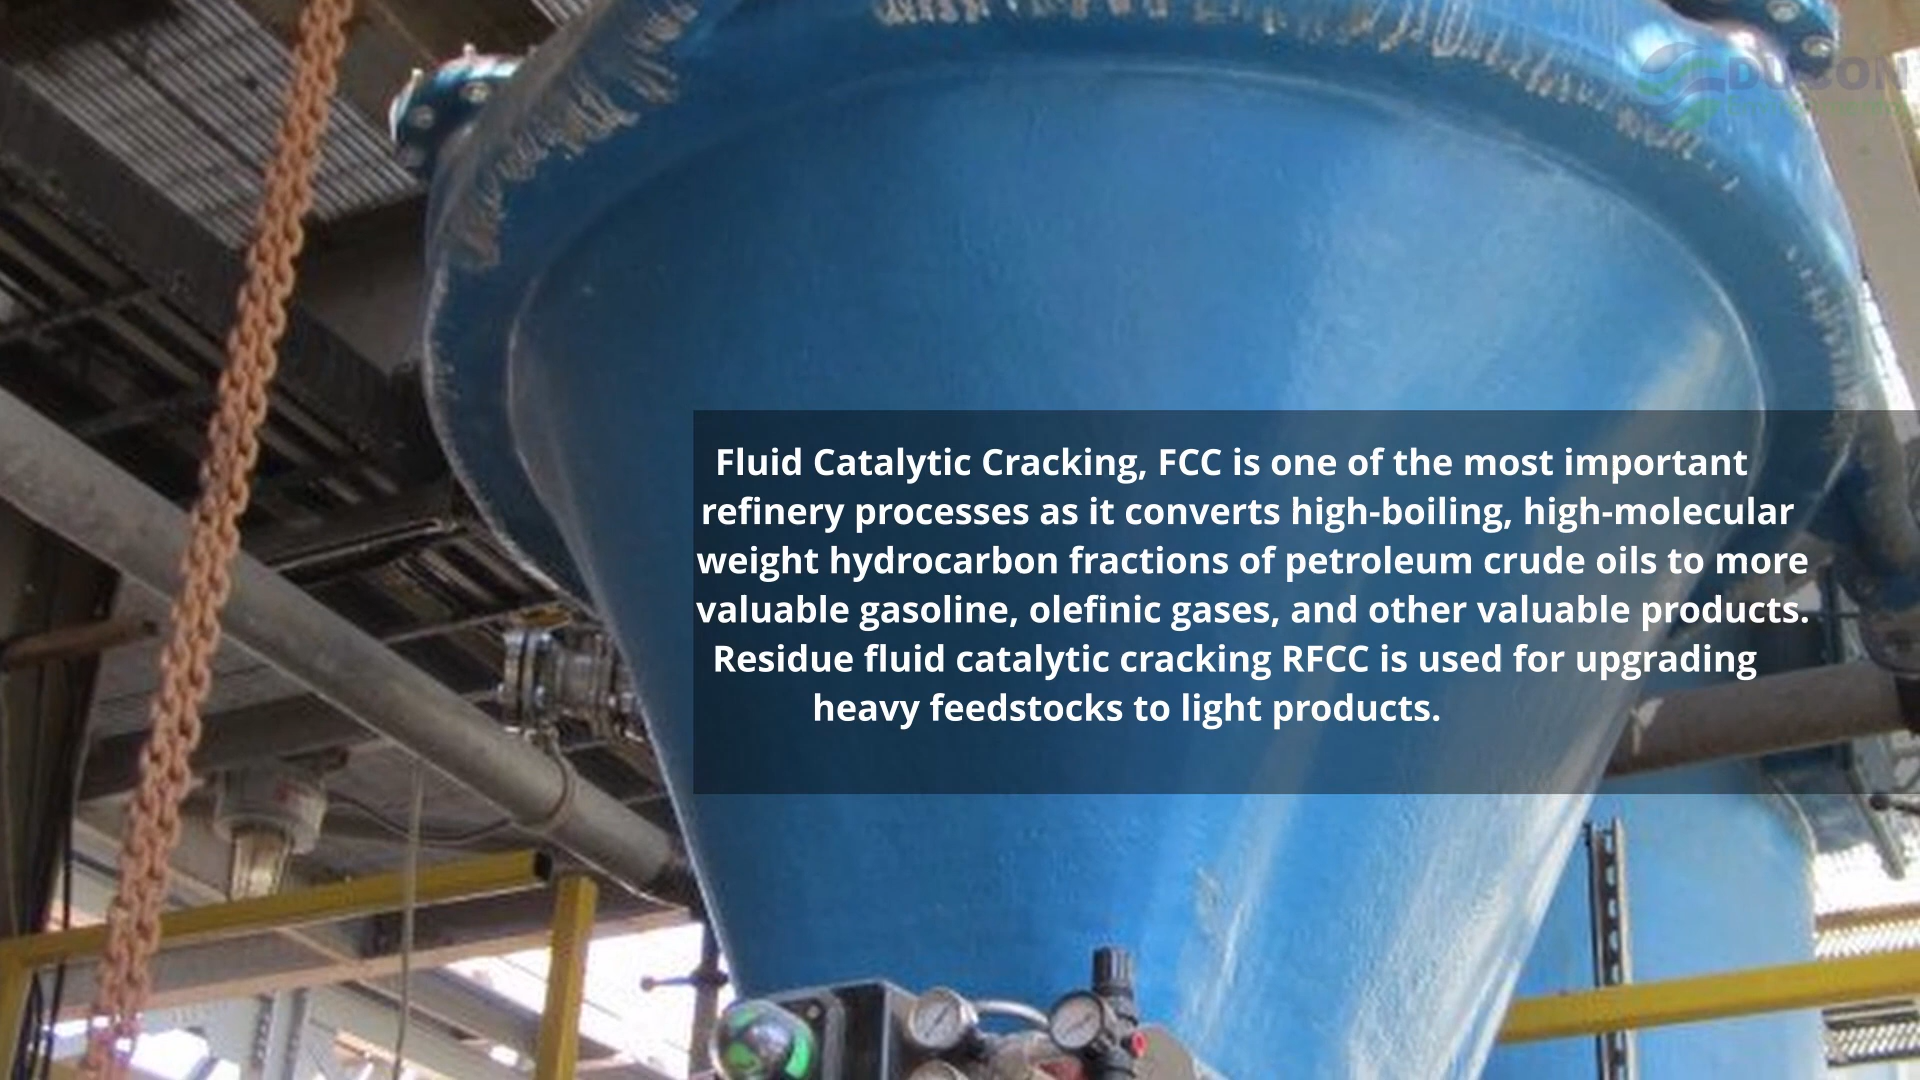 DUCON
Fluid Catalytic Cracking, FCC is one of the most important
refinery processes as it converts high-boiling, high-molecular
weight hydrocarbon fractions of petroleum crude oils to more
valuable gasoline, olefinic gases, and other valuable products.
Residue fluid catalytic cracking RFCC is used for upgrading
heavy feedstocks to light products.